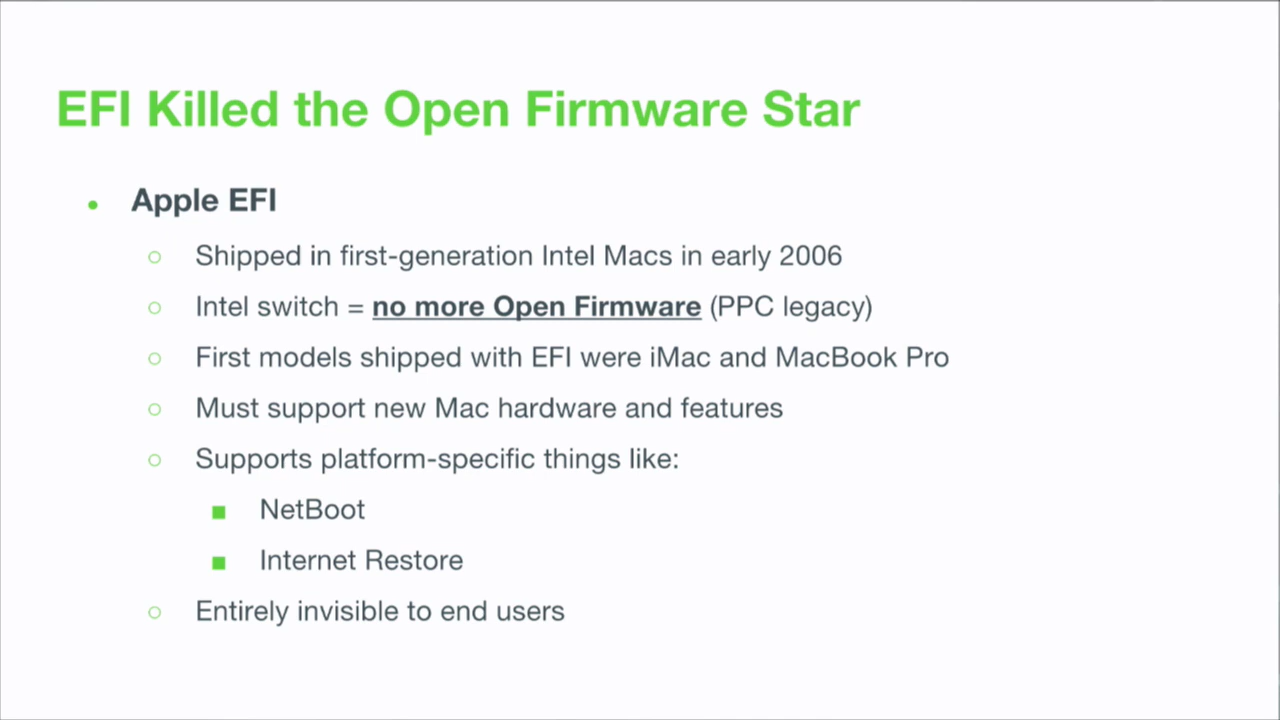 EFI Killed the Open Firmware Star
• Apple EFI
○ Shipped in first-generation Intel Macs in early 2006
○ Intel switch = no more Open Firmware (PPC legacy)
○ First models shipped with EFI were iMac and MacBook Pro
○ Must support new Mac hardware and features
○ Supports platform-specific things like:
■ NetBoot
■ Internet Restore
○ Entirely invisible to end users